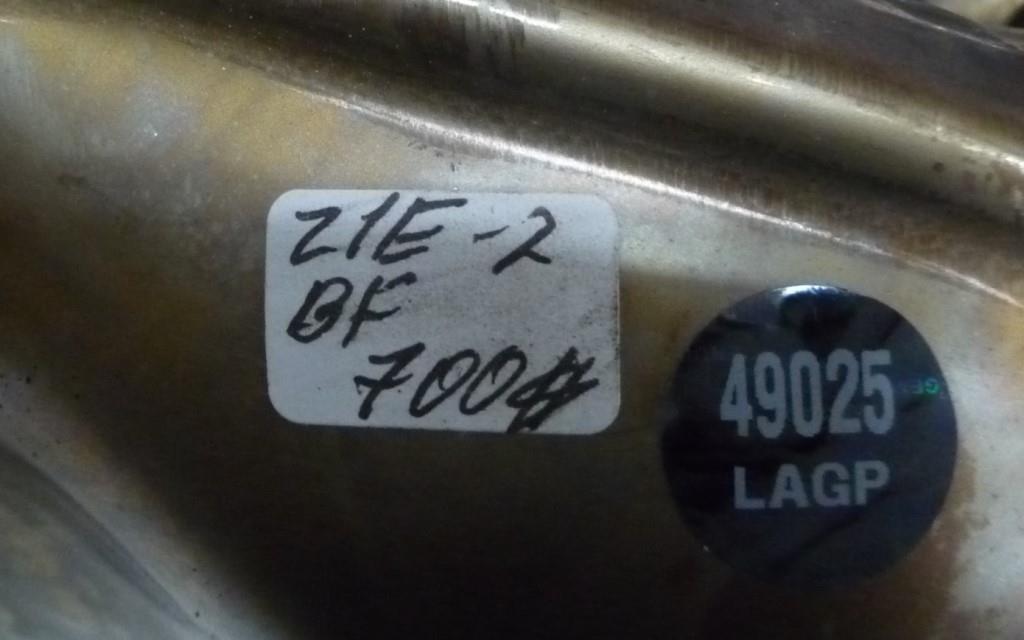 Z1E-2
BF
700#
49025
LAGP